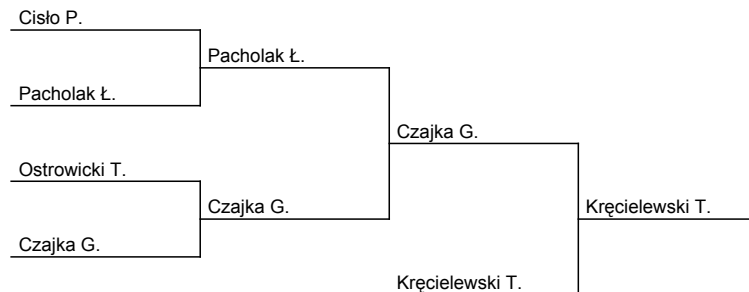 Cisło P.
Pacholak Ł.
Pacholak Ł.
Czajka G.
Ostrowicki T.
Czajka G.
Kręcielewski T.
Czajka G.
Kręcielewski T.